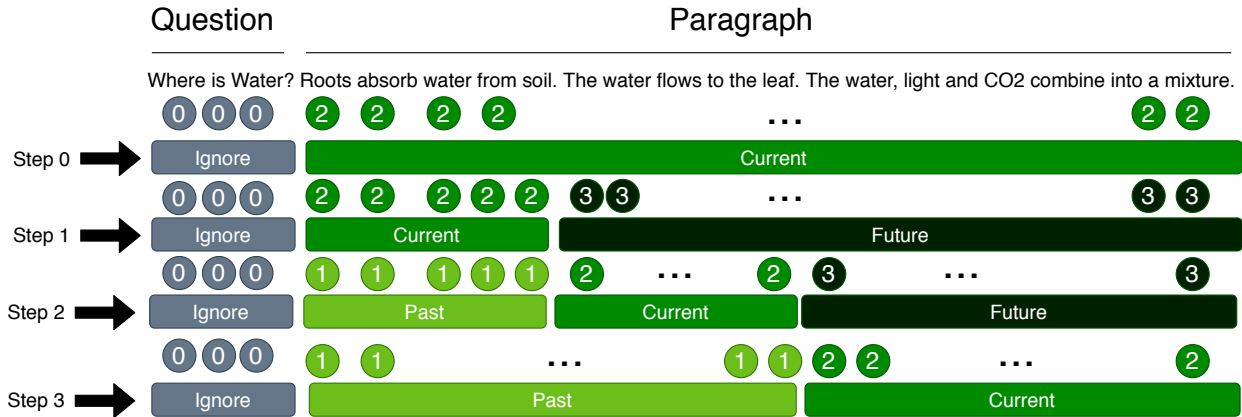 Question Paragraph
Where is Water? Roots absorb water from soil. The water flows to the leaf. The water, light and CO2 combine into a mixture.
0 0 0 2 2 2 2 ... 2 2
Step 0 Ignore Current
0 0 0 2 2 2 2 2 3 3 ... 3 3
Step 1 Ignore Current Future
0 0 0 1 1 1 1 1 2 ... 2 3 ... 3
Step 2 Ignore Past Current Future
0 0 0 1 1 ... 1 1 2 2 ... 2
Step 3 Ignore Past Current